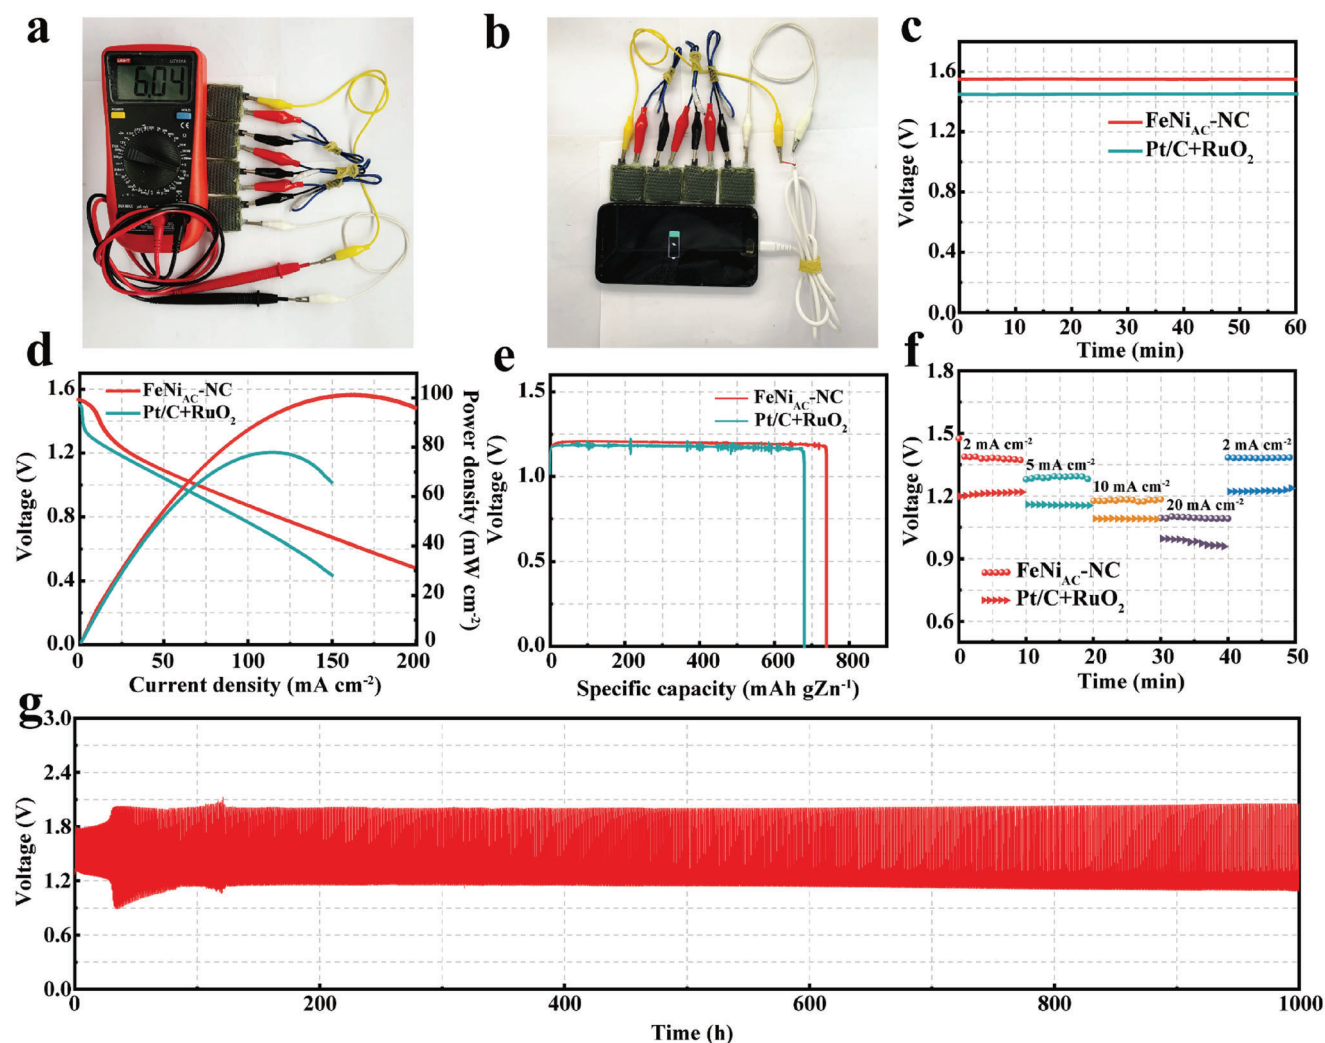 a
6.04
b
c
1.6
1.2
0.8
0.4
0.0
Voltage (V)
FeNiAC-NC
Pt/C+RuO2
0 10 20 30 40 50 60
Time (min)
d
1.6
1.2
0.8
0.4
0.0
Voltage (V)
FeNiAC-NC
Pt/C+RuO2
100
80
60
40
20
0
Power density (mW cm-2)
0 50 100 150 200
Current density (mA cm-2)
e
1.5
1.0
0.5
0.0
Voltage (V)
FeNiAC-NC
Pt/C+RuO2
0 200 400 600 800
Specific capacity (mAh gZn-1)
f
1.8
1.5
1.2
0.9
0.6
Voltage (V)
2 mA cm-2
5 mA cm-2
10 mA cm-2
20 mA cm-2
2 mA cm-2
FeNiAC-NC
Pt/C+RuO2
0 10 20 30 40 50
Time (min)
g
3.0
2.4
1.8
1.2
0.6
0.0
Voltage (V)
0 200 400 600 800 1000
Time (h)